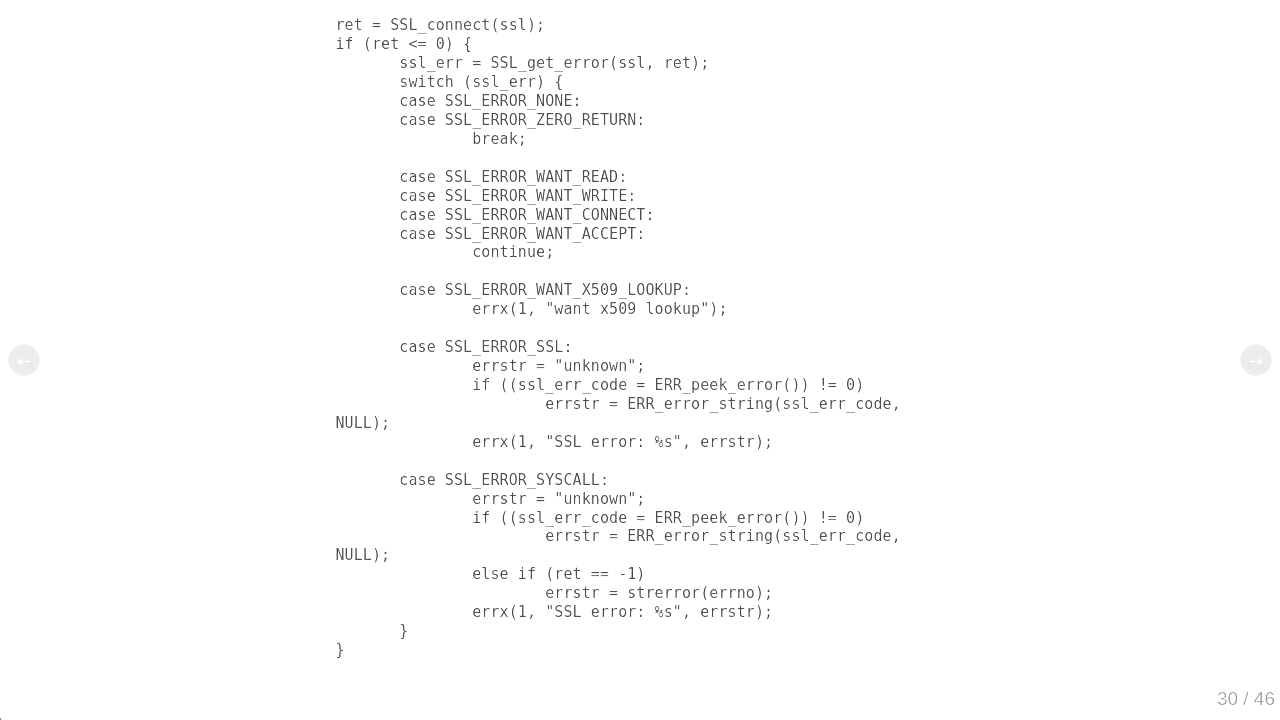 ret = SSL_connect(ssl);
if (ret <= 0) {
       ssl_err = SSL_get_error(ssl, ret);
       switch (ssl_err) {
       case SSL_ERROR_NONE:
       case SSL_ERROR_ZERO_RETURN:
               break;

       case SSL_ERROR_WANT_READ:
       case SSL_ERROR_WANT_WRITE:
       case SSL_ERROR_WANT_CONNECT:
       case SSL_ERROR_WANT_ACCEPT:
               continue;

       case SSL_ERROR_WANT_X509_LOOKUP:
               errx(1, "want x509 lookup");

       case SSL_ERROR_SSL:
               errstr = "unknown";
               if ((ssl_err_code = ERR_peek_error()) != 0)
                       errstr = ERR_error_string(ssl_err_code,
NULL);
               errx(1, "SSL error: %s", errstr);

       case SSL_ERROR_SYSCALL:
               errstr = "unknown";
               if ((ssl_err_code = ERR_peek_error()) != 0)
                       errstr = ERR_error_string(ssl_err_code,
NULL);
               else if (ret == -1)
                       errstr = strerror(errno);
               errx(1, "SSL error: %s", errstr);
       }
}
← →
30 / 46